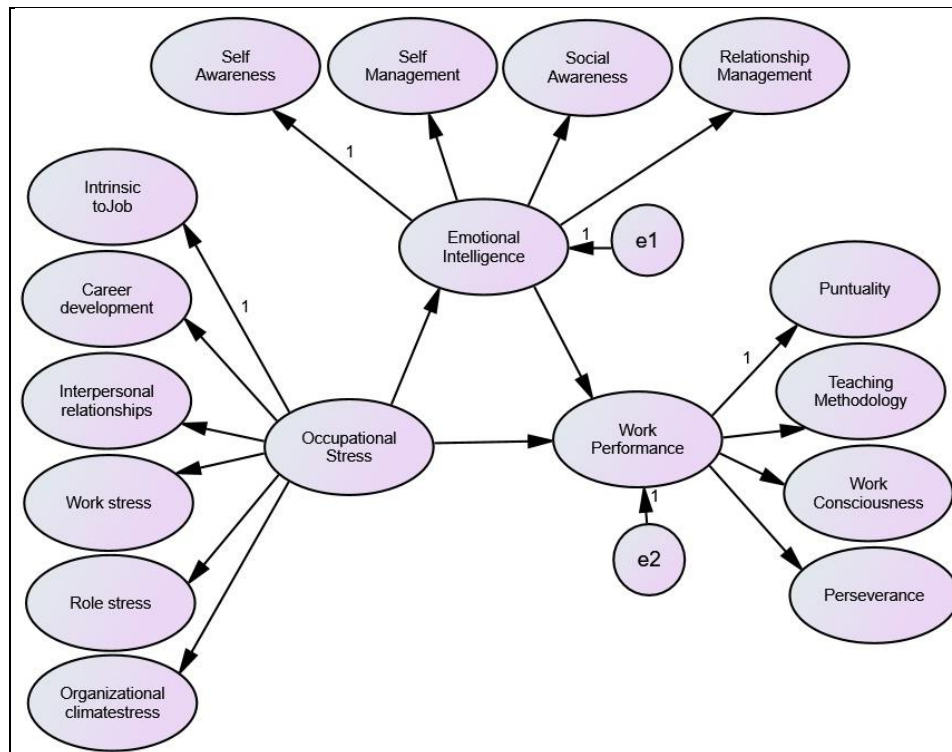 Self
Awareness
Self
Management
Social
Awareness
Relationship
Management
1
Intrinsic
toJob
Emotional
Intelligence
1
e1
Career
development
1
Puntuality
Interpersonal
relationships
1
Teaching
Methodology
Occupational
Stress
Work
Performance
Work stress
1
Work
Consciousness
e2
Role stress
Perseverance
Organizational
climatestress